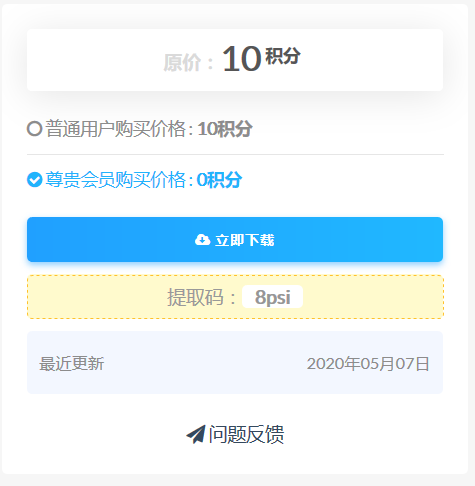 原价：10积分
普通用户购买价格 : 10积分
尊贵会员购买价格 : 0积分
立即下载
提取码： 8psi
最近更新 2020年05月07日
问题反馈